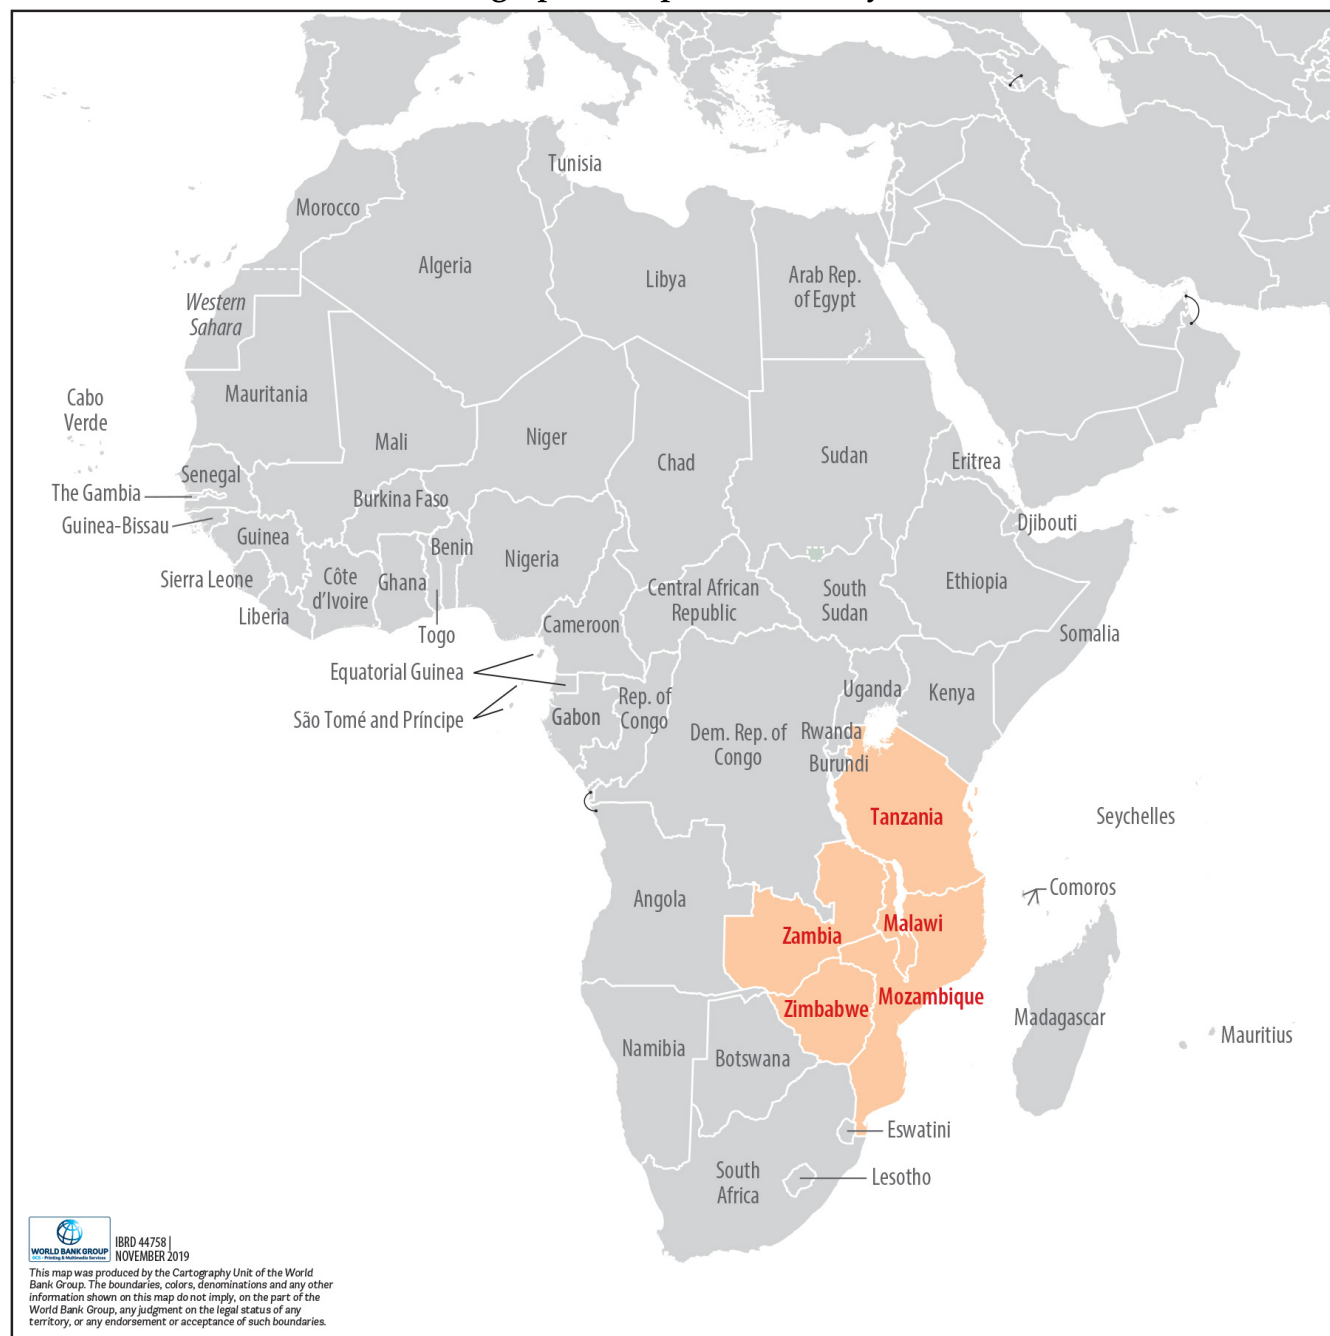 Tunisia
Morocco
Algeria
Libya
Arab Rep.
of Egypt
Western
Sahara
Cabo
Verde
Mauritania
Mali
Niger
Chad
Sudan
Eritrea
Senegal
The Gambia
Burkina Faso
Guinea-Bissau
Djibouti
Guinea
Benin
Nigeria
Sierra Leone
Côte
d'Ivoire
Ghana
Central African
Republic
South
Sudan
Ethiopia
Liberia
Togo
Cameroon
Somalia
Equatorial Guinea
São Tomé and Príncipe
Gabon
Rep. of
Congo
Dem. Rep. of
Congo
Uganda
Kenya
Rwanda
Burundi
Tanzania
Seychelles
Comoros
Angola
Zambia
Malawi
Mozambique
Zimbabwe
Madagascar
Mauritius
Namibia
Botswana
Eswatini
South
Africa
Lesotho
WORLD BANK GROUP
GCS - Printing & Multimedia Services
IBRD 44758 |
NOVEMBER 2019
This map was produced by the Cartography Unit of the World
Bank Group. The boundaries, colors, denominations and any other
information shown on this map do not imply, on the part of the
World Bank Group, any judgment on the legal status of any
territory, or any endorsement or acceptance of such boundaries.